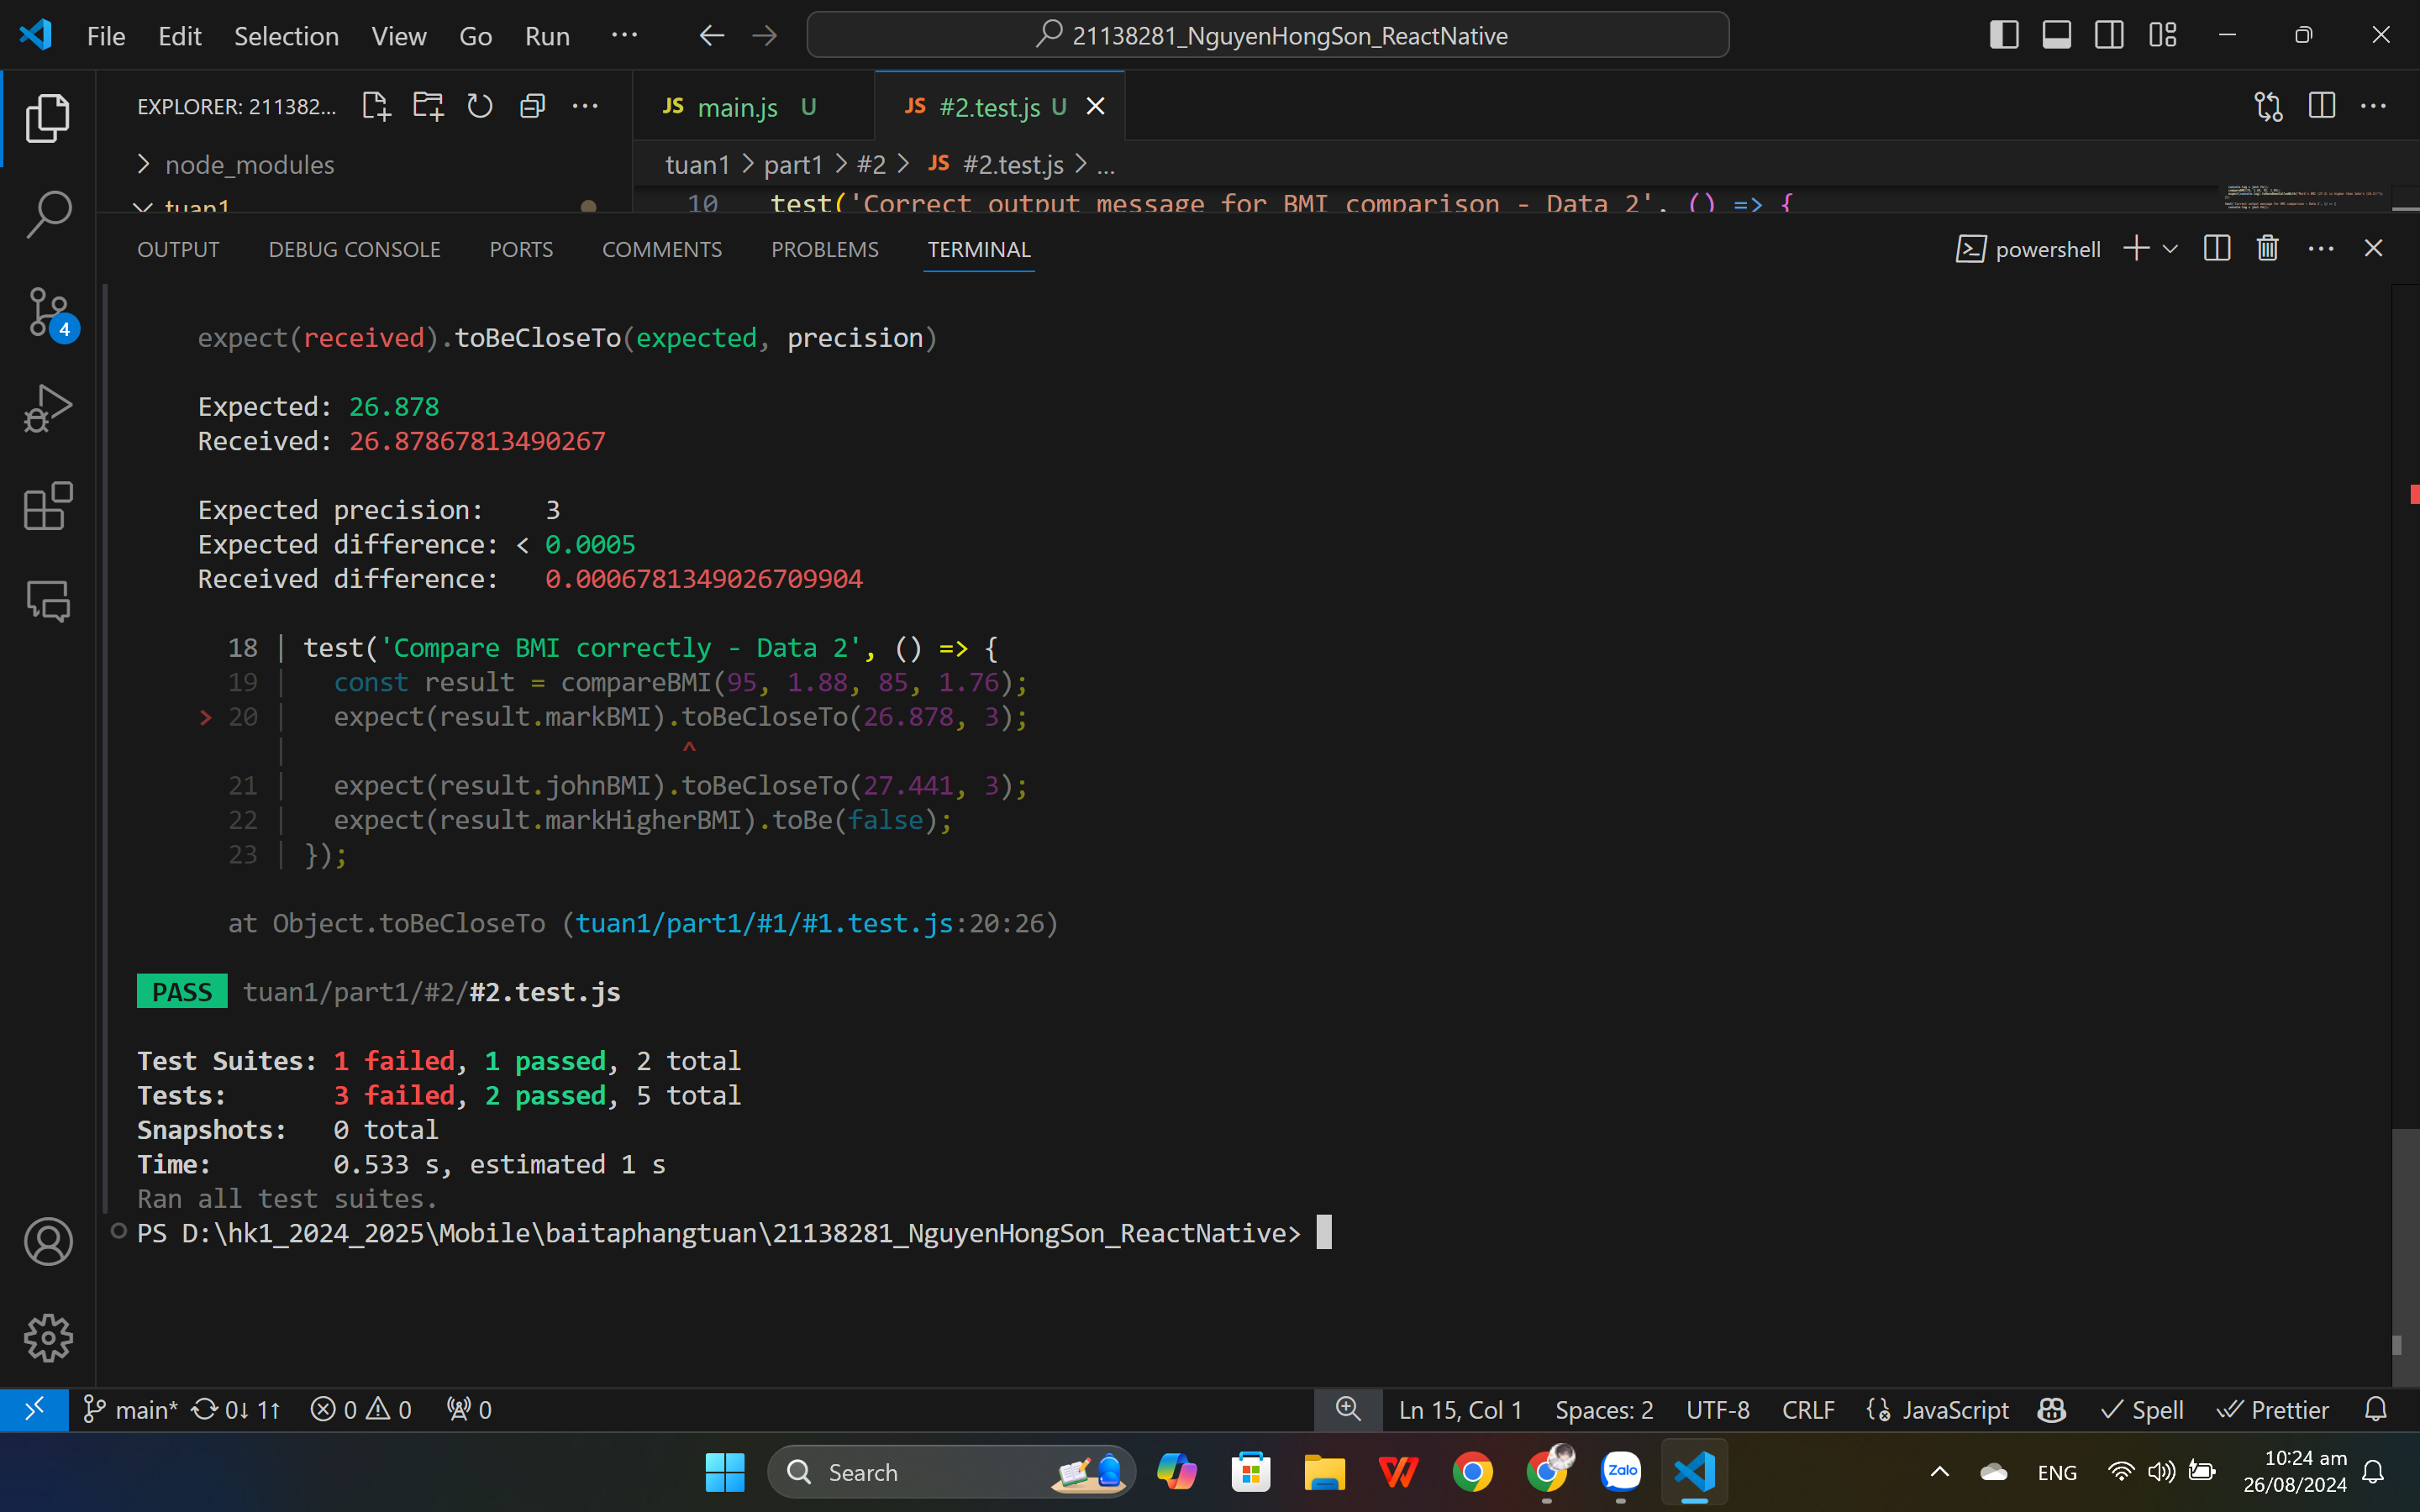 File Edit Selection View Go Run ··· 21138281_NguyenHongSon_ReactNative
EXPLORER: 211382... JS main.js U JS #2.test.js U
node_modules tuan1 > part1 > #2 > JS #2.test.js > ...
tuan1 10 test('Correct output message for BMI comparison - Data 2', () => {
OUTPUT DEBUG CONSOLE PORTS COMMENTS PROBLEMS TERMINAL powershell
expect(received).toBeCloseTo(expected, precision)
Expected: 26.878
Received: 26.87867813490267
Expected precision: 3
Expected difference: < 0.0005
Received difference: 0.0006781349026709904
18 | test('Compare BMI correctly - Data 2', () => {
19 | const result = compareBMI(95, 1.88, 85, 1.76);
> 20 | expect(result.markBMI).toBeCloseTo(26.878, 3);
| ^
21 | expect(result.johnBMI).toBeCloseTo(27.441, 3);
22 | expect(result.markHigherBMI).toBe(false);
23 | });
at Object.toBeCloseTo (tuan1/part1/#1/#1.test.js:20:26)
PASS tuan1/part1/#2/#2.test.js
Test Suites: 1 failed, 1 passed, 2 total
Tests: 3 failed, 2 passed, 5 total
Snapshots: 0 total
Time: 0.533 s, estimated 1 s
Ran all test suites.
PS D:\hk1_2024_2025\Mobile\baitaphangtuan\21138281_NguyenHongSon_ReactNative>
4
main* 0↓ 1↑ 0 0 0 Ln 15, Col 1 Spaces: 2 UTF-8 CRLF JavaScript Spell Prettier
Search Zalo ENG 10:24 am
26/08/2024